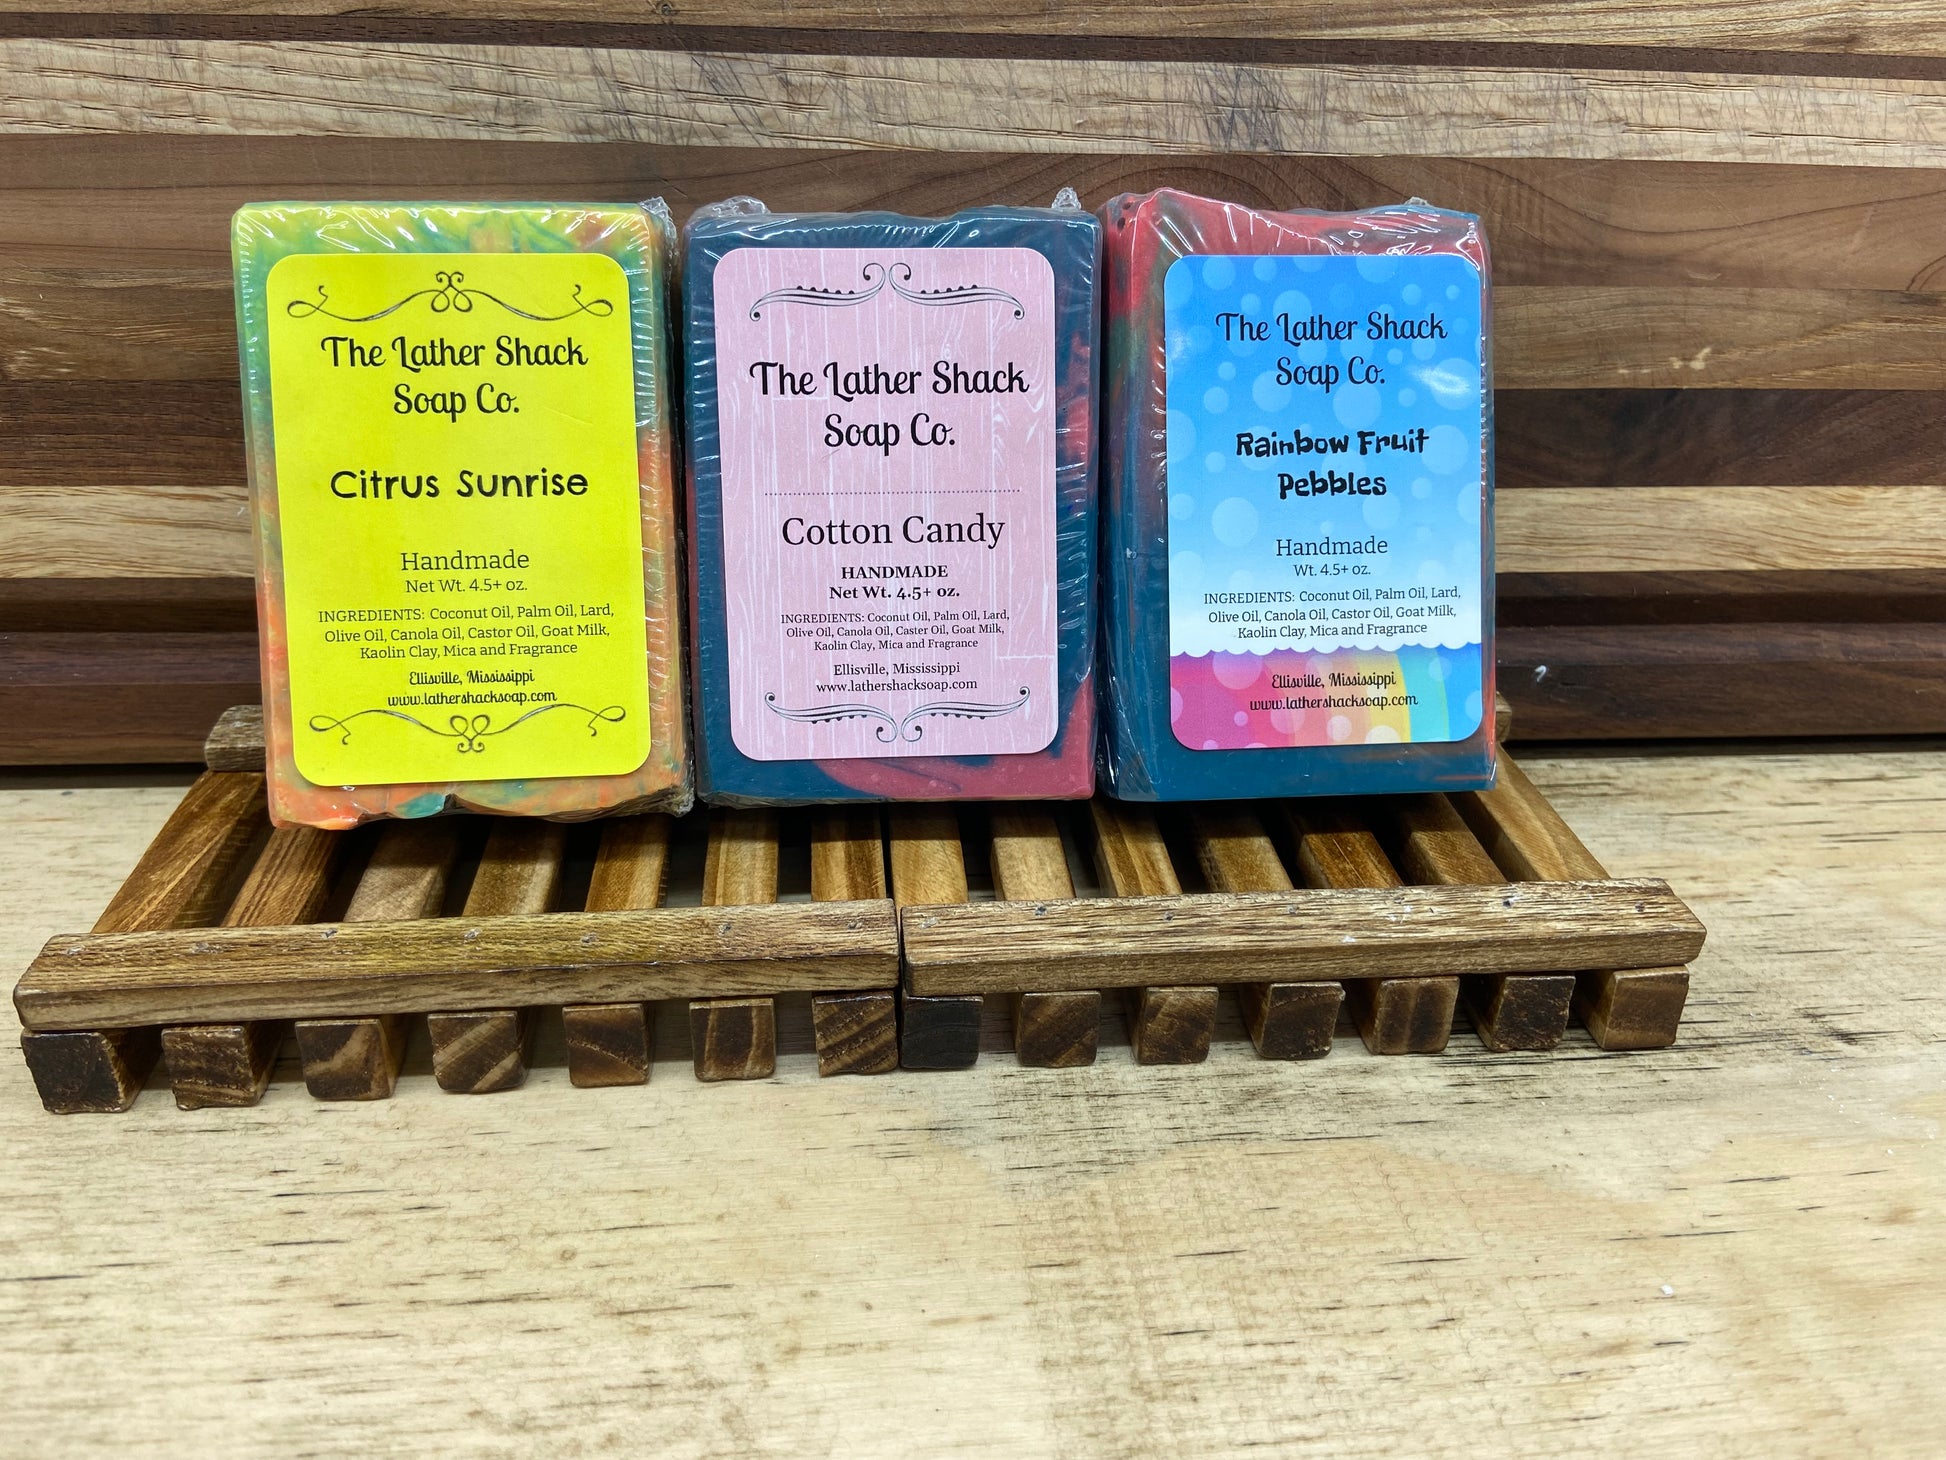 The Lather Shack
Soap Co.
Citrus Sunrise
Handmade
Net Wt. 4.5+ oz.
INGREDIENTS: Coconut Oil, Palm Oil, Lard,
Olive Oil, Canola Oil, Castor Oil, Goat Milk,
Kaolin Clay, Mica and Fragrance
Ellisville, Mississippi
www.lathershacksoap.com
The Lather Shack
Soap Co.
Cotton Candy
HANDMADE
Net Wt. 4.5+ oz.
INGREDIENTS: Coconut Oil, Palm Oil, Lard,
Olive Oil, Canola Oil, Caster Oil, Goat Milk,
Kaolin Clay, Mica and Fragrance
Ellisville, Mississippi
www.lathershacksoap.com
The Lather Shack
Soap Co.
Rainbow Fruit
Pebbles
Handmade
Wt. 4.5+ oz.
INGREDIENTS: Coconut Oil, Palm Oil, Lard,
Olive Oil, Canola Oil, Castor Oil, Goat Milk,
Kaolin Clay, Mica and Fragrance
Ellisville, Mississippi
www.lathershacksoap.com